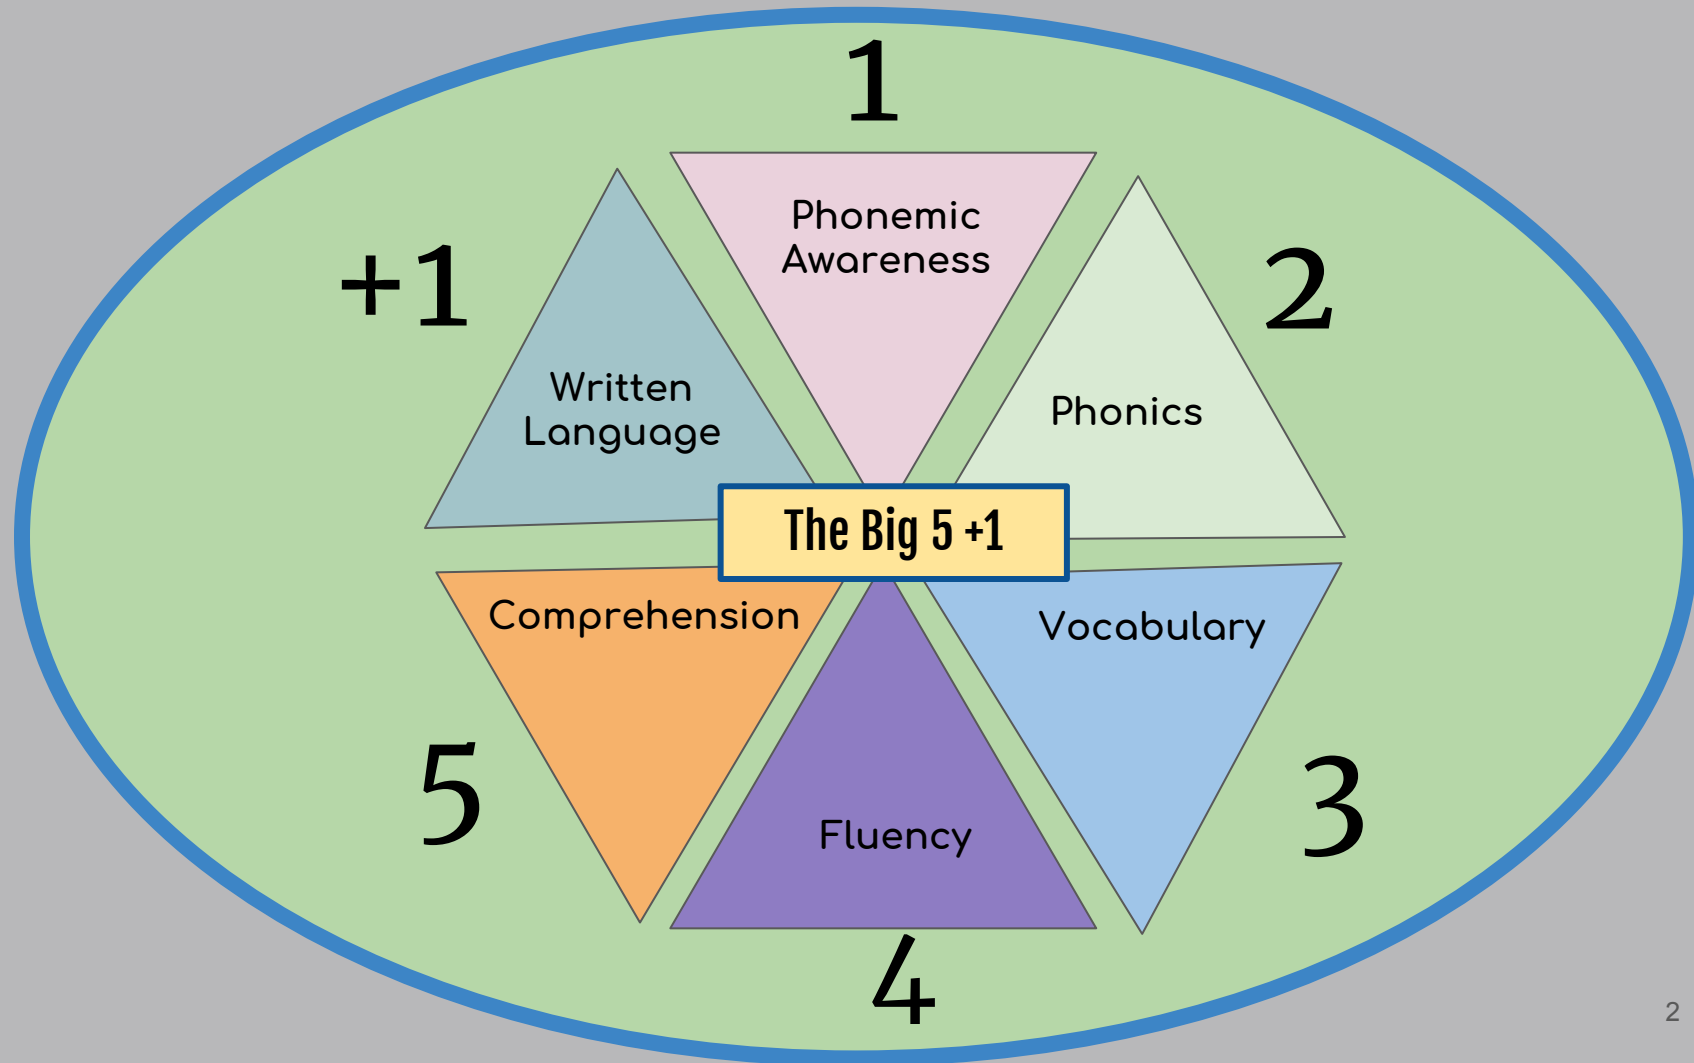 1
Phonemic
Awareness
2
Phonics
3
Vocabulary
4
Fluency
5
Comprehension
+1
Written
Language
The Big 5 +1
2